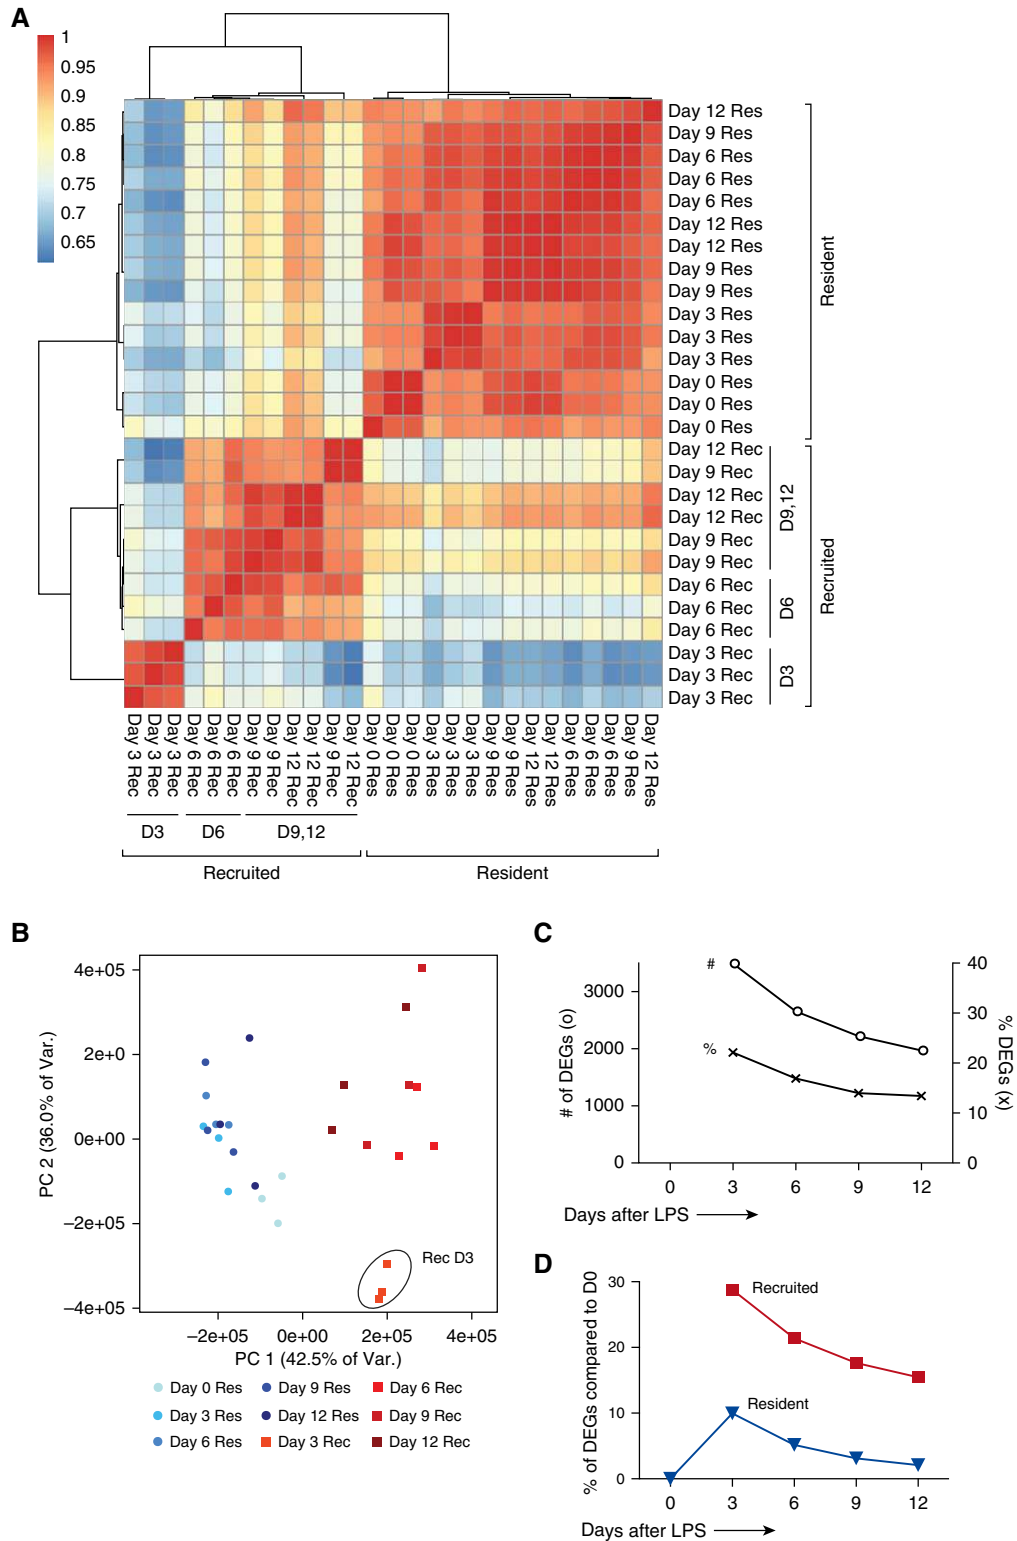 A
1
0.95
0.9
0.85
0.8
0.75
0.7
0.65
Day 12 Res
Day 9 Res
Day 6 Res
Day 6 Res
Day 6 Res
Day 12 Res
Day 12 Res
Day 9 Res
Day 9 Res
Day 3 Res
Day 3 Res
Day 3 Res
Day 0 Res
Day 0 Res
Day 0 Res
Day 12 Rec
Day 9 Rec
Day 12 Rec
Day 12 Rec
Day 9 Rec
Day 9 Rec
Day 6 Rec
Day 6 Rec
Day 6 Rec
Day 3 Rec
Day 3 Rec
Day 3 Rec
D9,12
D6
D3
Resident
Recruited
Day 3 Rec
Day 3 Rec
Day 3 Rec
Day 6 Rec
Day 6 Rec
Day 6 Rec
Day 9 Rec
Day 9 Rec
Day 12 Rec
Day 12 Rec
Day 9 Rec
Day 12 Rec
Day 0 Res
Day 0 Res
Day 0 Res
Day 3 Res
Day 3 Res
Day 3 Res
Day 9 Res
Day 9 Res
Day 12 Res
Day 12 Res
Day 6 Res
Day 6 Res
Day 6 Res
Day 9 Res
Day 12 Res
D3
D6
D9,12
Recruited
Resident
B
PC 2 (36.0% of Var.)
4e+05
2e+0
0e+00
−2e+05
−4e+05
Rec D3
−2e+05
0e+00
2e+05
4e+05
PC 1 (42.5% of Var.)
Day 0 Res
Day 9 Res
Day 6 Rec
Day 3 Res
Day 12 Res
Day 9 Rec
Day 6 Res
Day 3 Rec
Day 12 Rec
C
# of DEGs (o)
3000
2000
1000
0
#
%
40
30
20
10
0
% DEGs (x)
0
3
6
9
12
Days after LPS
D
% of DEGs compared to D0
30
20
10
0
Recruited
Resident
0
3
6
9
12
Days after LPS